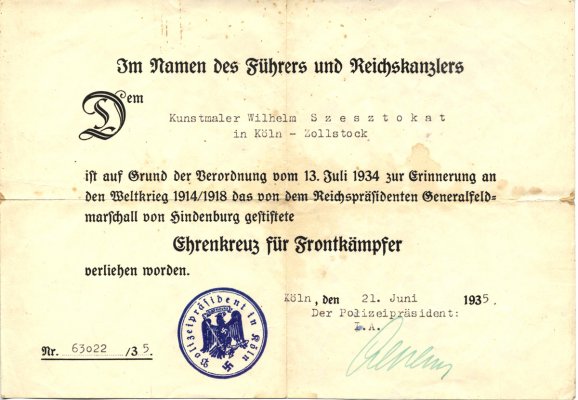 Im Namen des Führers und Reichskanzlers
Dem
Kunstmaler Wilhelm S z e s z t o k a t
in Köln - Zollstock
ist auf Grund der Verordnung vom 13. Juli 1934 zur Erinnerung an
den Weltkrieg 1914/1918 das von dem Reichspräsidenten Generalfeld-
marschall von Hindenburg gestiftete
Ehrenkreuz für Frontkämpfer
verliehen worden.
Köln, den 21. Juni 1935.
Der Polizeipräsident:
I.A.
Polizeipräsident in Köln
Nr. 63022 /35.